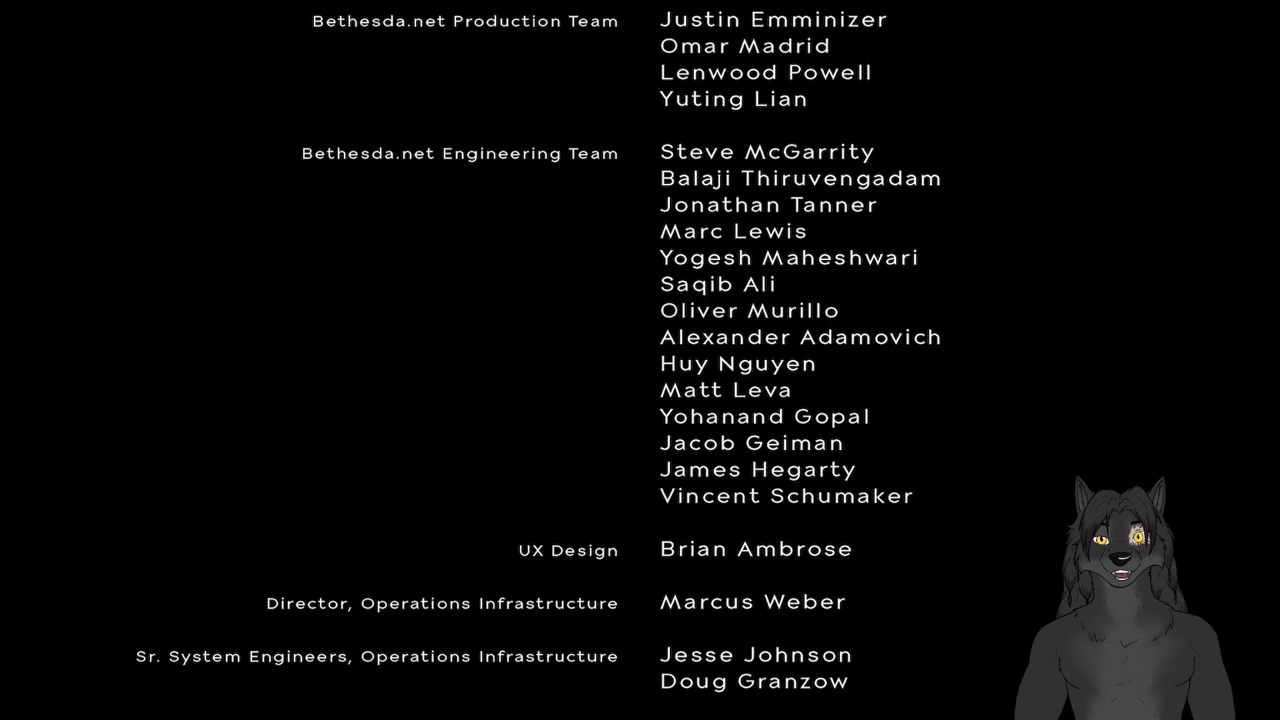 Bethesda.net Production Team Justin Emminizer
Omar Madrid
Lenwood Powell
Yuting Lian
Bethesda.net Engineering Team Steve McGarrity
Balaji Thiruvengadam
Jonathan Tanner
Marc Lewis
Yogesh Maheshwari
Saqib Ali
Oliver Murillo
Alexander Adamovich
Huy Nguyen
Matt Leva
Yohanand Gopal
Jacob Geiman
James Hegarty
Vincent Schumaker
UX Design Brian Ambrose
Director, Operations Infrastructure Marcus Weber
Sr. System Engineers, Operations Infrastructure Jesse Johnson
Doug Granzow